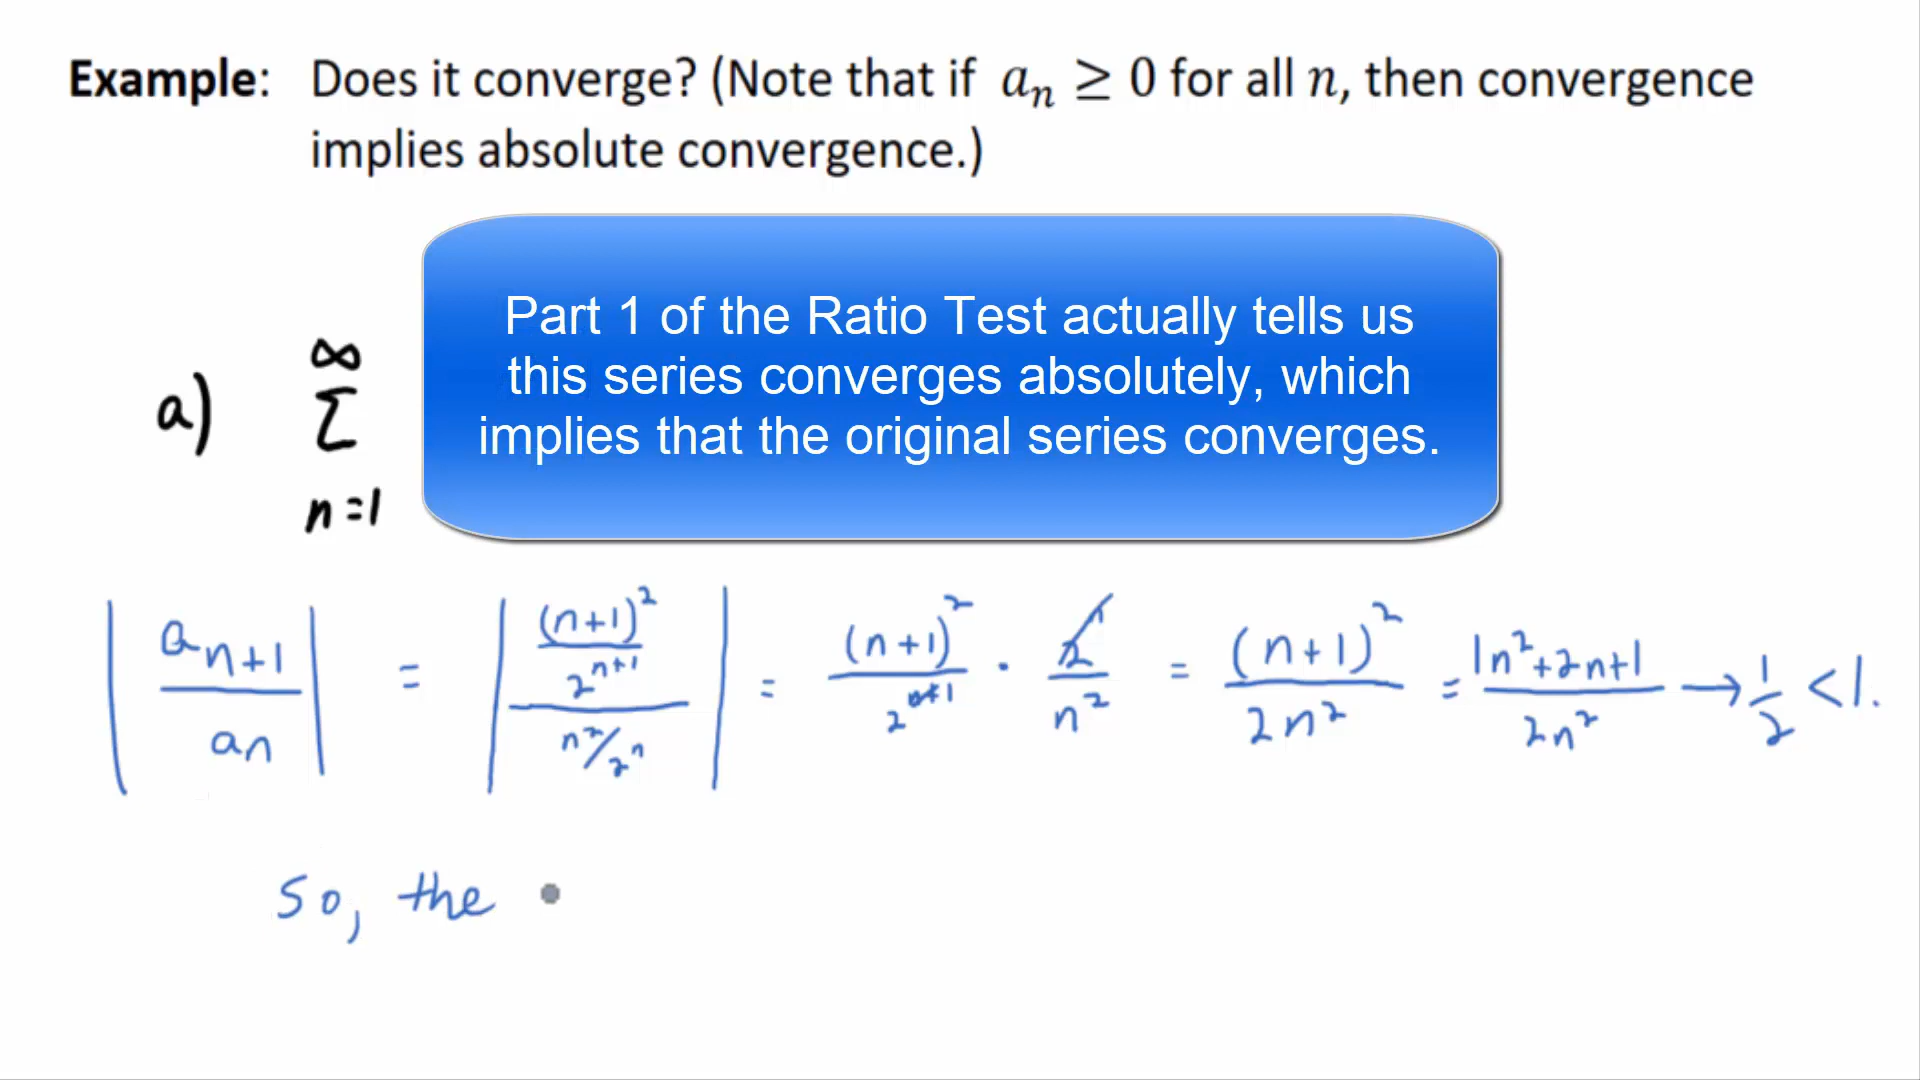 Example: Does it converge? (Note that if aₙ ≥ 0 for all n, then convergence
implies absolute convergence.)
Part 1 of the Ratio Test actually tells us
this series converges absolutely, which
implies that the original series converges.
a) ∞ Σ n=1
|aₙ₊₁ / aₙ| = |((n+1)² / 2ⁿ⁺¹) / (n²/2ⁿ)| = (n+1)² / 2ⁿ⁺¹ · 2ⁿ / n² = (n+1)² / 2n² = 1n²+2n+1 / 2n² → 1/2 < 1.
So, the